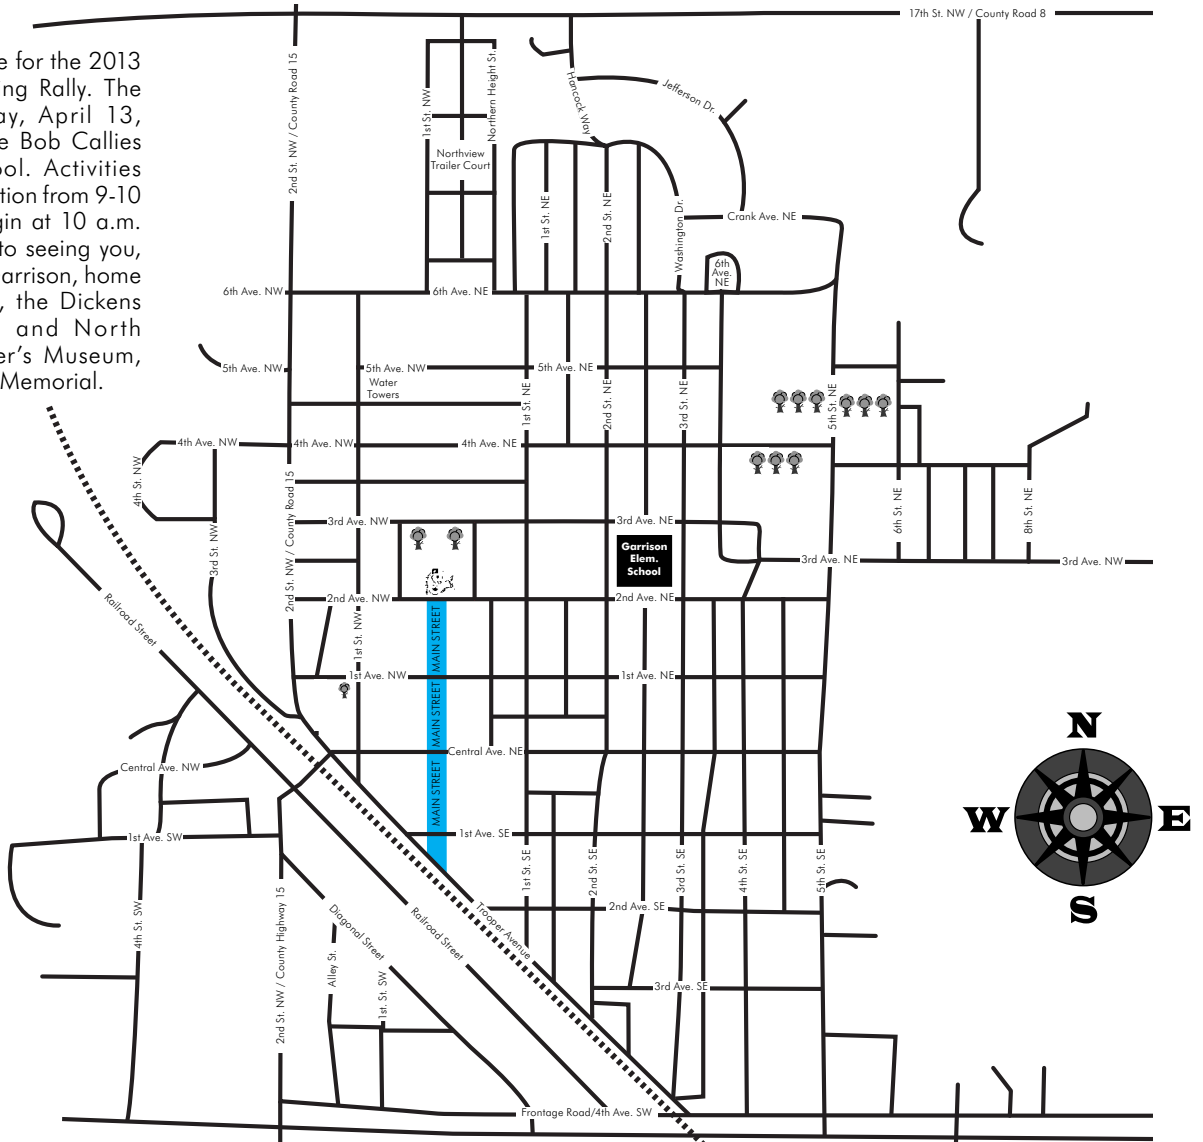 17th St. NW / County Road 8
e for the 2013
ng Rally. The
ay, April 13,
e Bob Callies
ool. Activities
tion from 9-10
gin at 10 a.m.
to seeing you,
arrison, home
, the Dickens
and North
er's Museum,
Memorial.
2nd St. NW / County Road 15
1st St. NW
Northern Height St.
Hancock Way
Jefferson Dr.
Northview
Trailer Court
1st St. NE
2nd St. NE
Washington Dr.
Crank Ave. NE
6th
Ave.
NE
6th Ave. NW
6th Ave. NE
5th Ave. NW
5th Ave. NW
5th Ave. NE
Water
Towers
1st St. NE
2nd St. NE
3rd St. NE
5th St. NE
4th Ave. NW
4th Ave. NW
4th Ave. NE
4th St. NW
2nd St. NW / County Road 15
6th St. NE
8th St. NE
3rd St. NW
3rd Ave. NW
3rd Ave. NE
Garrison
Elem.
School
3rd Ave. NE
3rd Ave. NW
2nd Ave. NW
2nd Ave. NE
Railroad Street
1st St. NW
MAIN STREET
1st Ave. NW
1st Ave. NE
MAIN STREET
N
Central Ave. NE
Central Ave. NW
MAIN STREET
W
E
1st Ave. SW
1st Ave. SE
1st St. SE
2nd St. SE
3rd St. SE
4th St. SE
5th St. SE
S
4th St. SW
2nd St. NW / County Highway 15
Diagonal Street
Railroad Street
Trooper Avenue
2nd Ave. SE
Alley St.
1st. St. SW
3rd Ave. SE
Frontage Road/4th Ave. SW